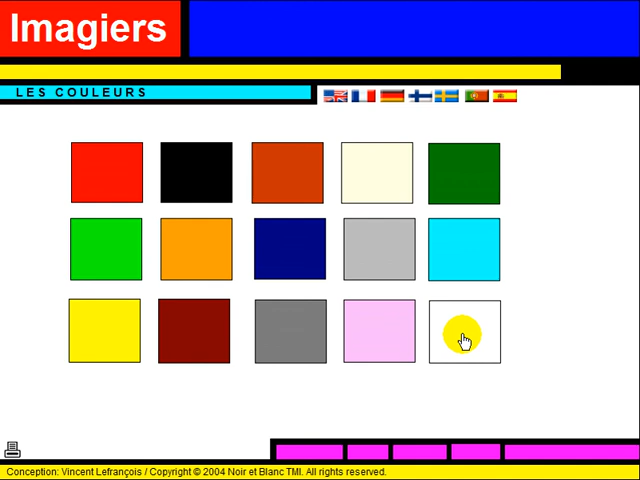 Imagiers
LES COULEURS
Conception: Vincent Lefrançois / Copyright © 2004 Noir et Blanc TMI. All rights reserved.